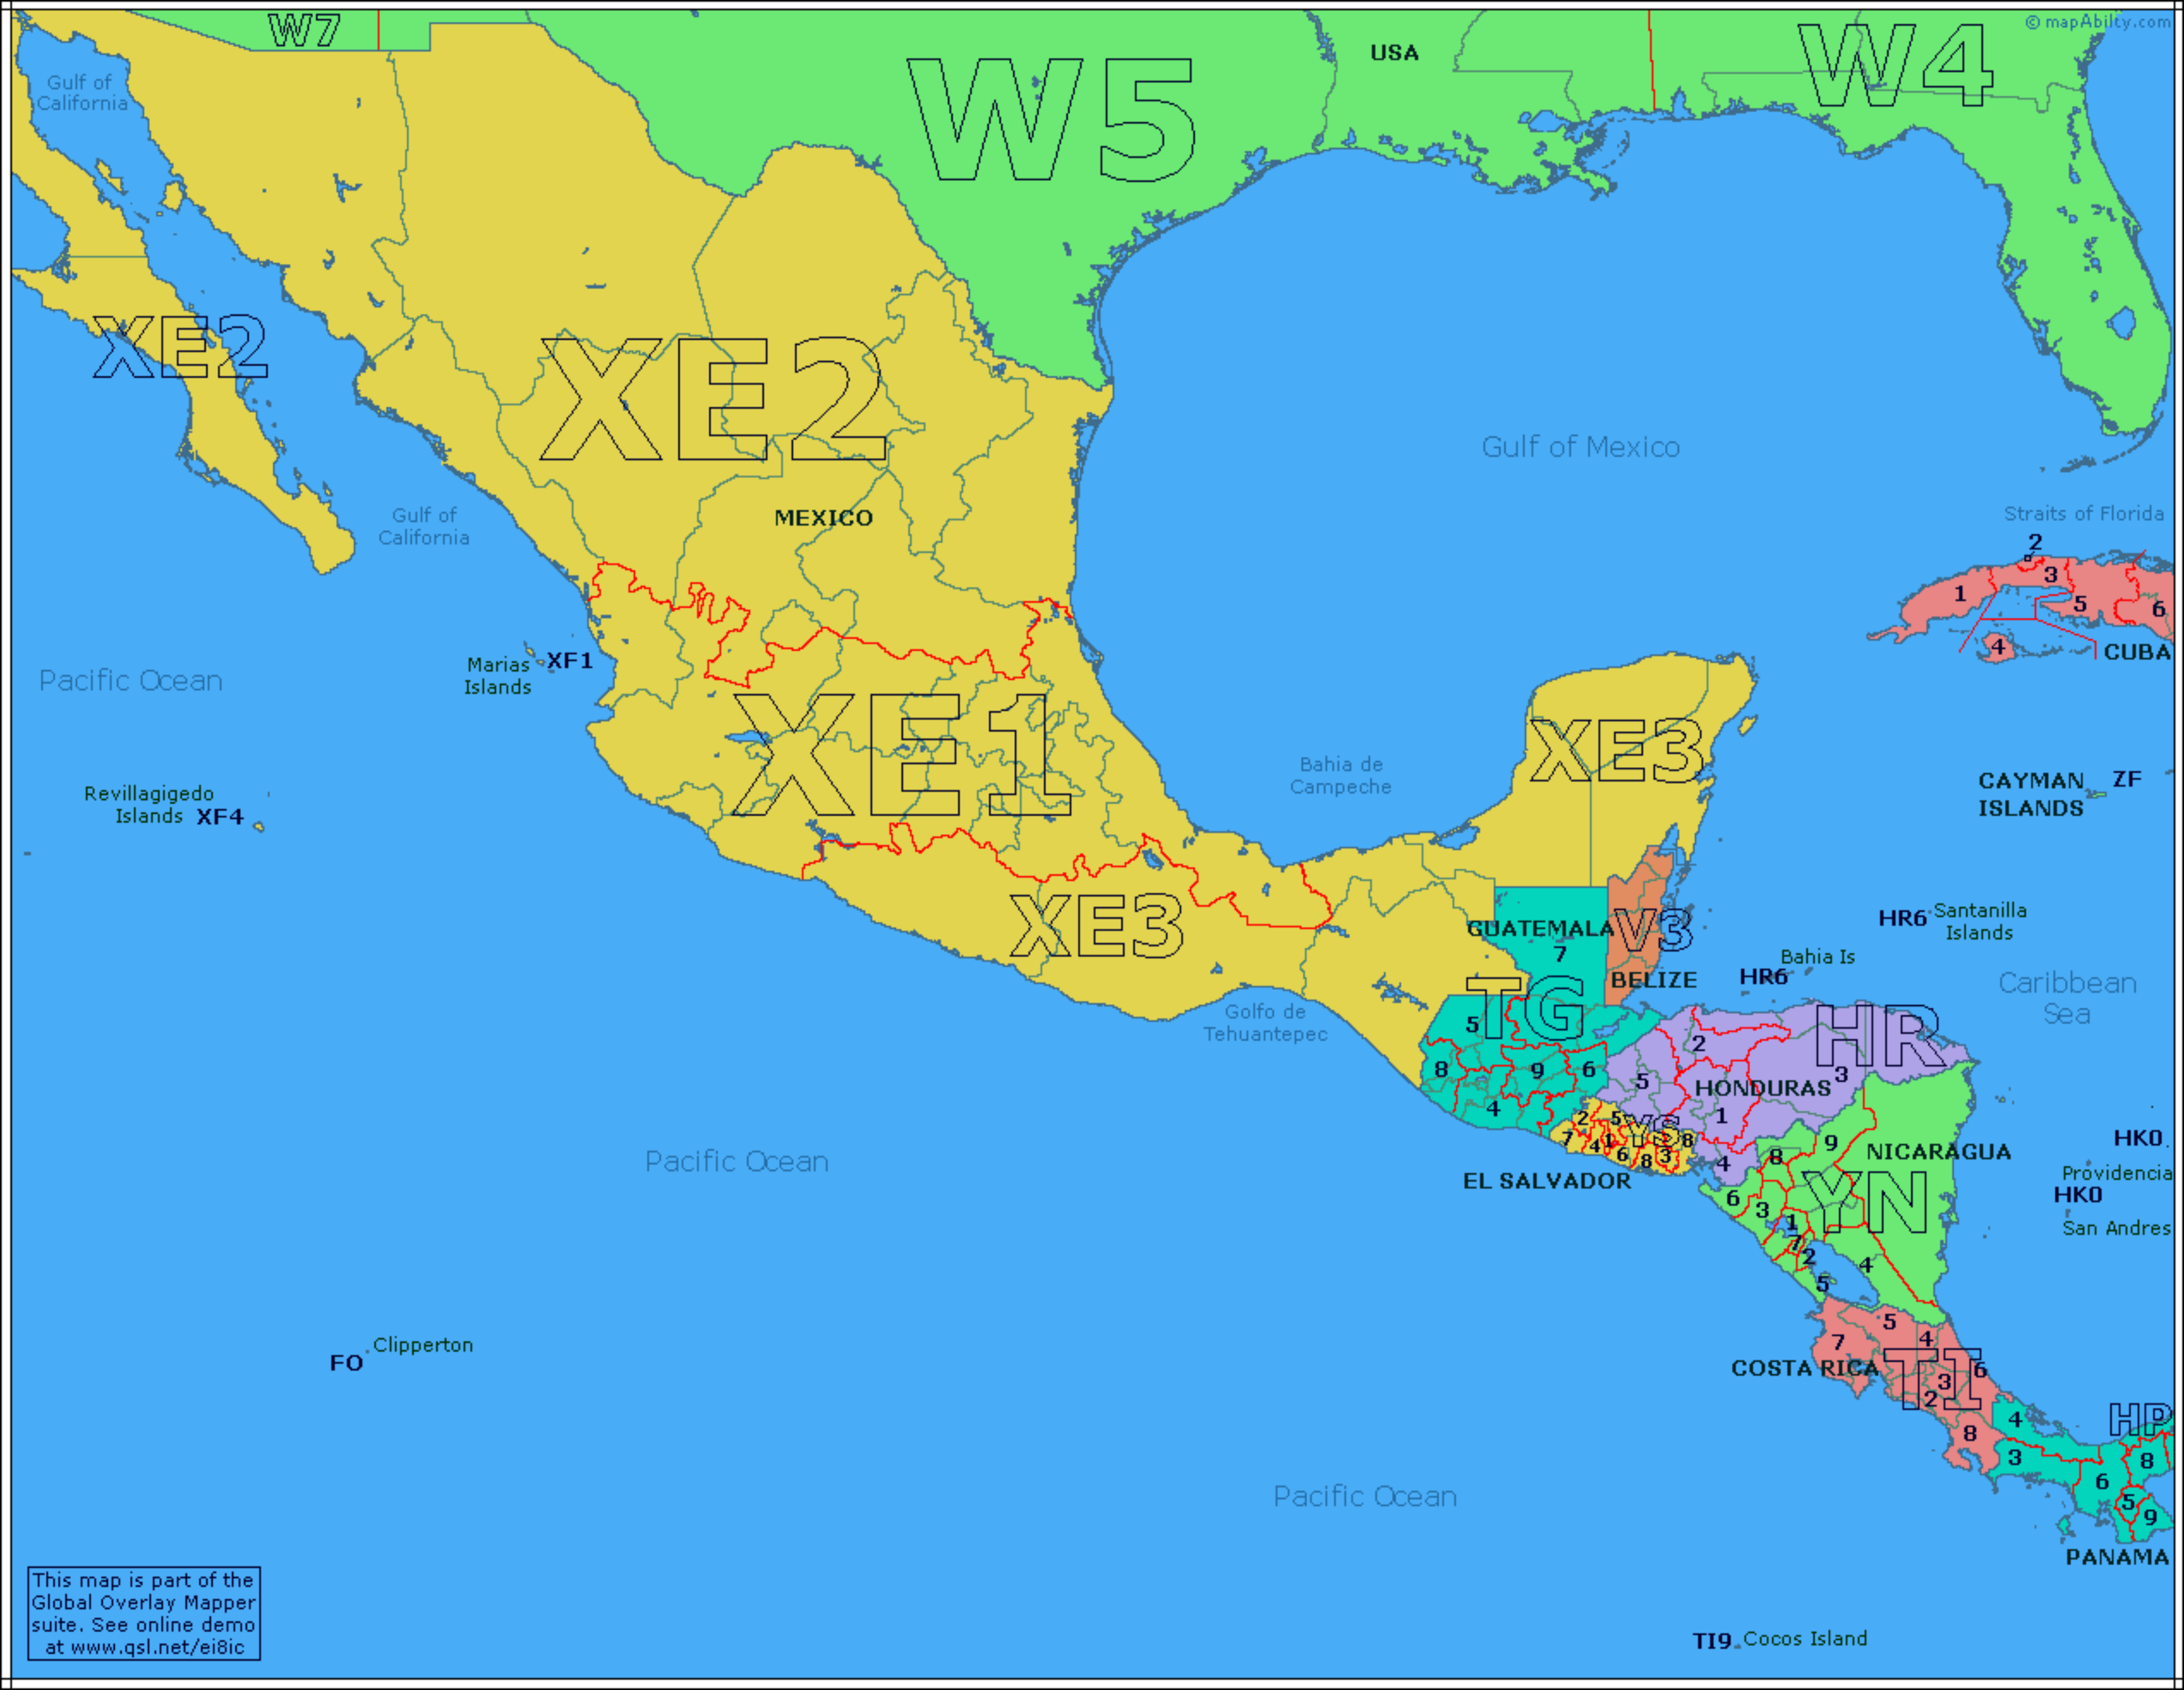 W7
© mapAbilty.com
USA
W4
W5
Gulf of
California
XE2
XE2
Gulf of Mexico
Gulf of
California
MEXICO
Straits of Florida
2
3
1
5
6
4
CUBA
Marias
Islands
XF1
Pacific Ocean
XE1
XE3
Bahia de
Campeche
CAYMAN
ISLANDS
ZF
Revillagigedo
Islands XF4
XE3
GUATEMALA
7
V3
BELIZE
HR6 Santanilla
Islands
Bahia Is
HR6
Caribbean
Sea
Golfo de
Tehuantepec
TG
5
8
9
6
4
HR
2
3
5
HONDURAS
1
4
YS
2
5
7
4
1
6
8
3
8
EL SALVADOR
Pacific Ocean
NICARAGUA
9
8
YN
6
3
1
7
2
4
5
HK0
Providencia
HK0
San Andres
FO
Clipperton
5
7
4
COSTA RICA
TI
6
3
2
8
HP
4
3
8
6
5
9
PANAMA
Pacific Ocean
This map is part of the
Global Overlay Mapper
suite. See online demo
at www.qsl.net/ei8ic
TI9 Cocos Island